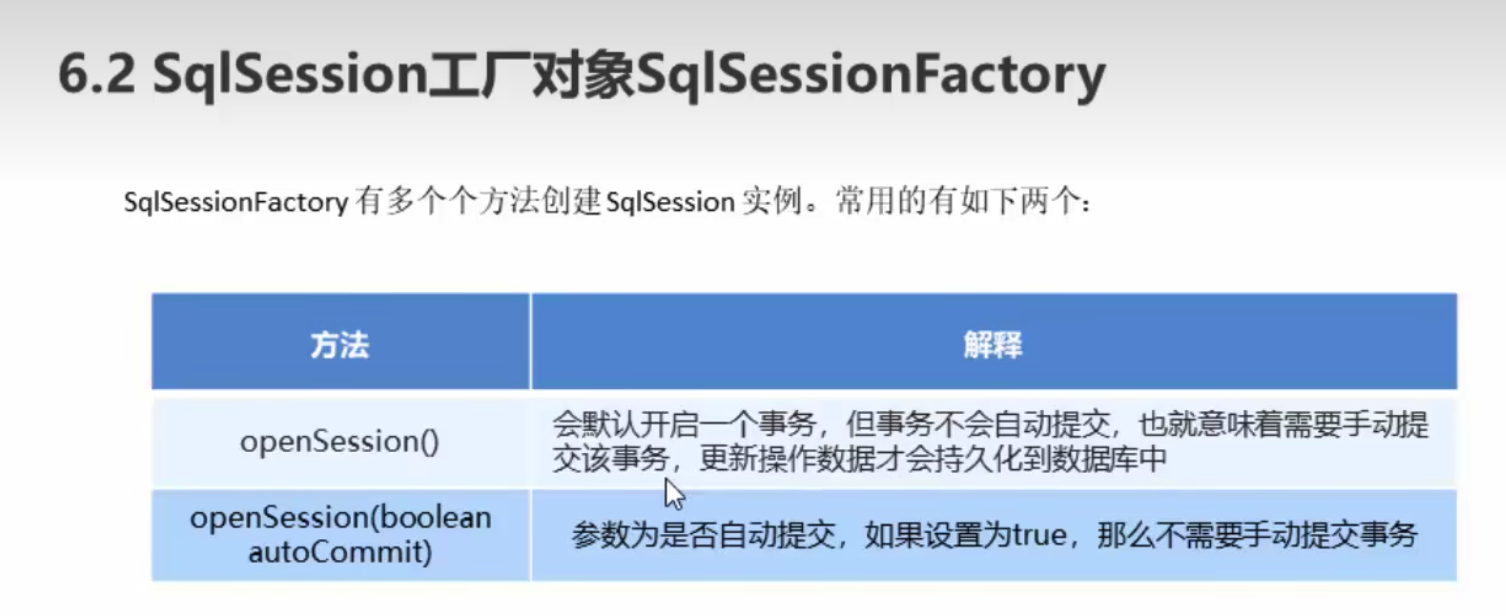 6.2 SqlSession工厂对象SqlSessionFactory
SqlSessionFactory 有多个个方法创建 SqlSession 实例。常用的有如下两个：
方法
解释
openSession()
会默认开启一个事务，但事务不会自动提交，也就意味着需要手动提
交该事务，更新操作数据才会持久化到数据库中
openSession(boolean
autoCommit)
参数为是否自动提交，如果设置为true，那么不需要手动提交事务